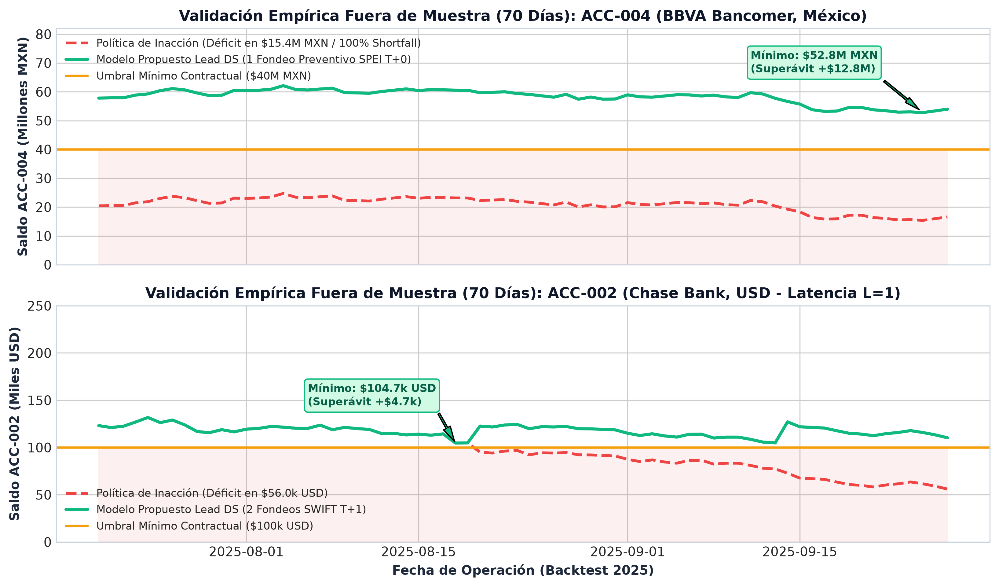 Validación Empírica Fuera de Muestra (70 Días): ACC-004 (BBVA Bancomer, México)
Saldo ACC-004 (Millones MXN)
80
70
60
50
40
30
20
10
0
Política de Inacción (Déficit en $15.4M MXN / 100% Shortfall)
Modelo Propuesto Lead DS (1 Fondeo Preventivo SPEI T+0)
Umbral Mínimo Contractual ($40M MXN)
Mínimo: $52.8M MXN
(Superávit +$12.8M)
Validación Empírica Fuera de Muestra (70 Días): ACC-002 (Chase Bank, USD - Latencia L=1)
Saldo ACC-002 (Miles USD)
250
200
150
100
50
0
Mínimo: $104.7k USD
(Superávit +$4.7k)
Política de Inacción (Déficit en $56.0k USD)
Modelo Propuesto Lead DS (2 Fondeos SWIFT T+1)
Umbral Mínimo Contractual ($100k USD)
2025-08-01
2025-08-15
2025-09-01
2025-09-15
Fecha de Operación (Backtest 2025)